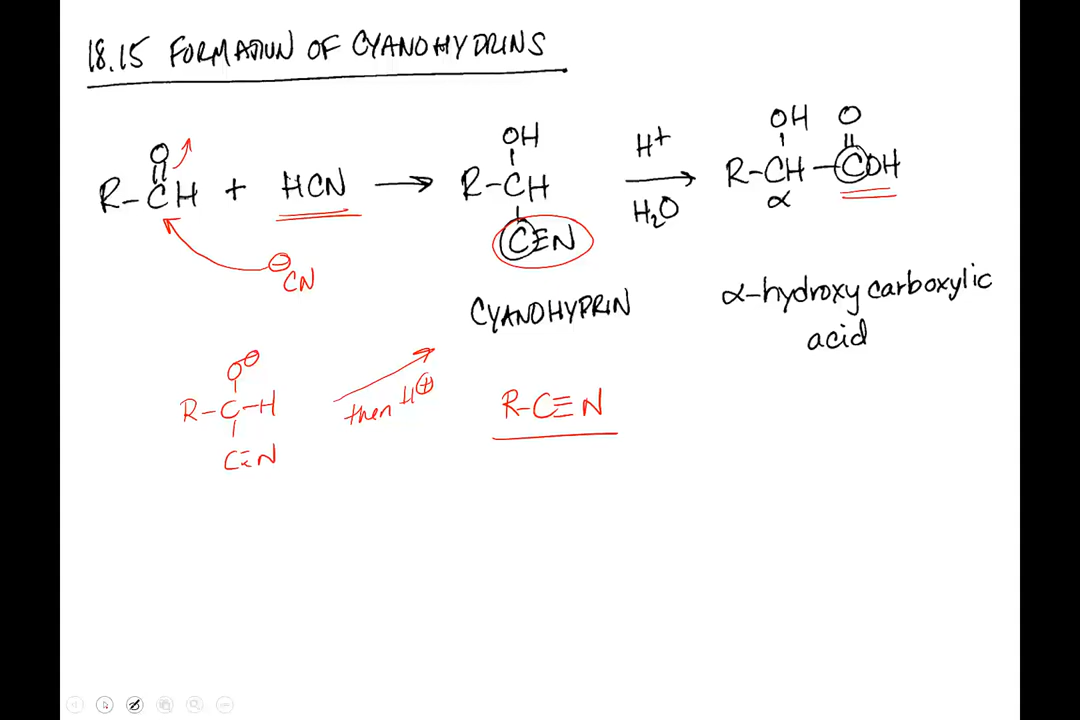 18.15 FORMATION OF CYANOHYDRINS
OH
O
OH
O
H+
R-CH + HCN → R-CH → R-CH-COH
H2O
α
C≡N
⊖CN
CYANOHYDRIN
α-hydroxy carboxylic
acid
O⊖
R-C-H
then H⊕
R-C≡N
C≡N